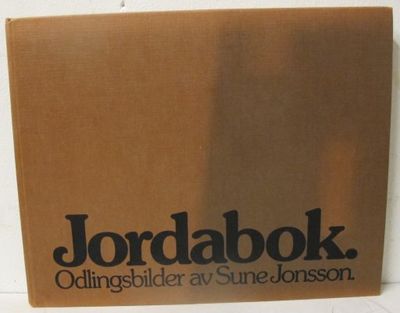 Jordabok.
Odlingsbilder av Sune Jonsson.